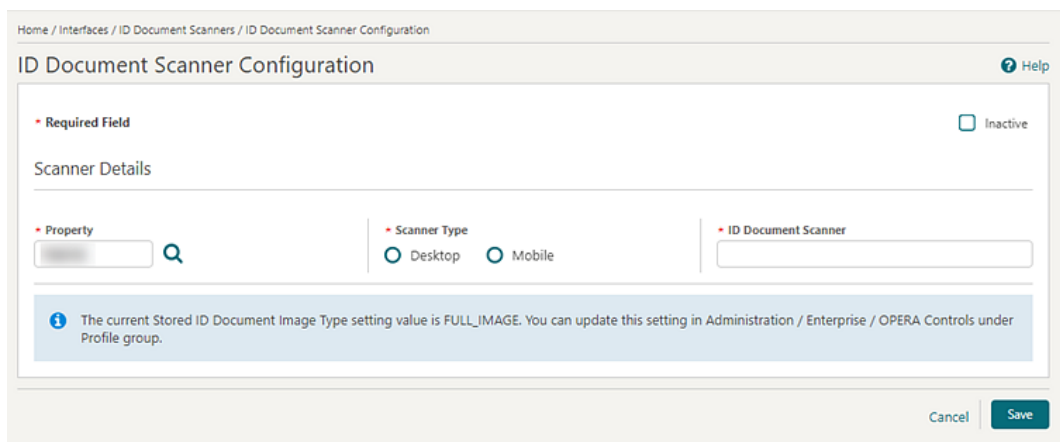 Home / Interfaces / ID Document Scanners / ID Document Scanner Configuration
ID Document Scanner Configuration
Help
* Required Field
Inactive
Scanner Details
* Property
* Scanner Type
* ID Document Scanner
Desktop
Mobile
The current Stored ID Document Image Type setting value is FULL_IMAGE. You can update this setting in Administration / Enterprise / OPERA Controls under
Profile group.
Cancel
Save